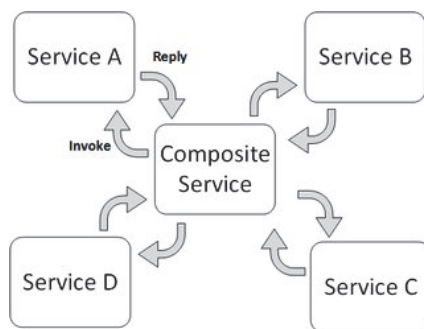 Service A
Reply
Service B
Invoke
Composite
Service
Service D
Service C